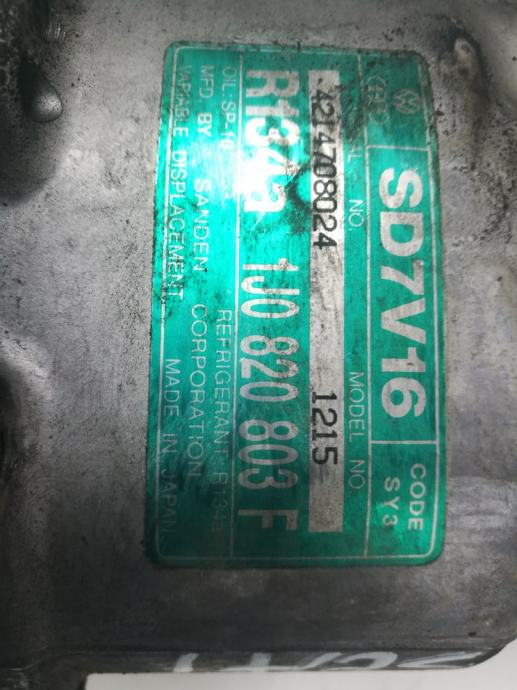 SD7V16 CODE SY3
NO. MODEL NO.
4214708024 1215
R134a 1J0 820 803 F
OIL: SP-10 REFRIGERANT: R134a
MFD. BY SANDEN CORPORATION
VARIABLE DISPLACEMENT MADE IN JAPAN